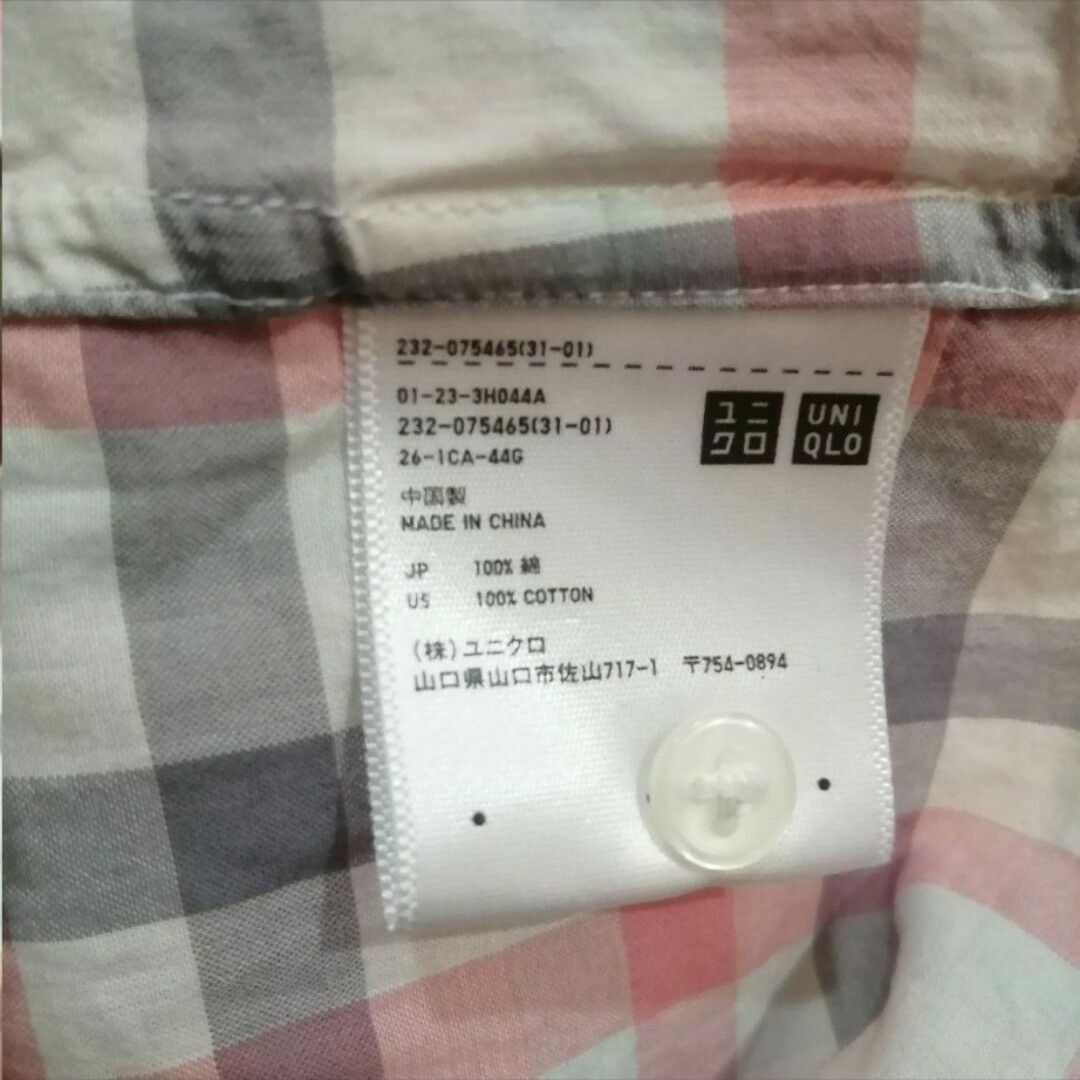 232-075465(31-01)
01-23-3H044A
232-075465(31-01)
26-1CA-44G
ユニクロ
UNIQLO
中国製
MADE IN CHINA
JP 100% 綿
US 100% COTTON
(株)ユニクロ
山口県山口市佐山717-1 〒754-0894